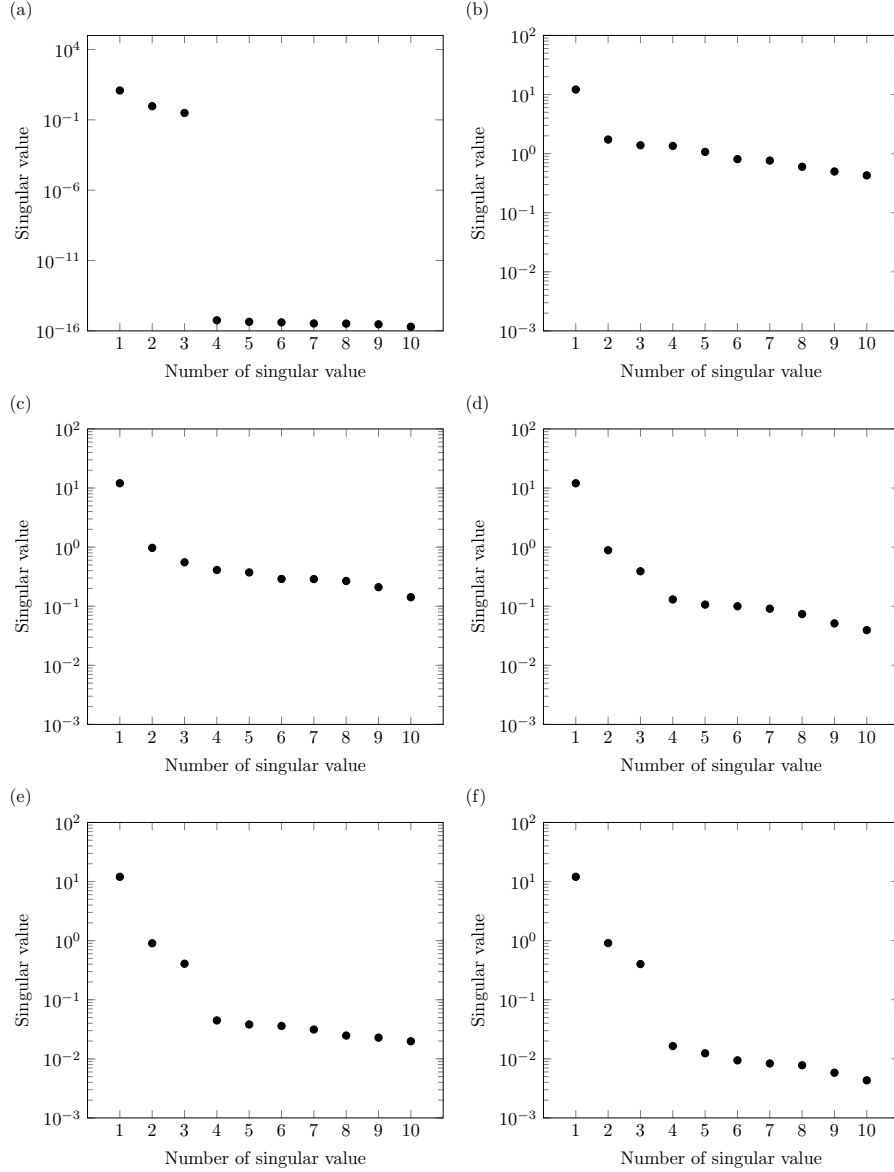 (a)
10^4
10^{-1}
10^{-6}
10^{-11}
10^{-16}
Singular value
1 2 3 4 5 6 7 8 9 10
Number of singular value
(b)
10^2
10^1
10^0
10^{-1}
10^{-2}
10^{-3}
Singular value
1 2 3 4 5 6 7 8 9 10
Number of singular value
(c)
10^2
10^1
10^0
10^{-1}
10^{-2}
10^{-3}
Singular value
1 2 3 4 5 6 7 8 9 10
Number of singular value
(d)
10^2
10^1
10^0
10^{-1}
10^{-2}
10^{-3}
Singular value
1 2 3 4 5 6 7 8 9 10
Number of singular value
(e)
10^2
10^1
10^0
10^{-1}
10^{-2}
10^{-3}
Singular value
1 2 3 4 5 6 7 8 9 10
Number of singular value
(f)
10^2
10^1
10^0
10^{-1}
10^{-2}
10^{-3}
Singular value
1 2 3 4 5 6 7 8 9 10
Number of singular value